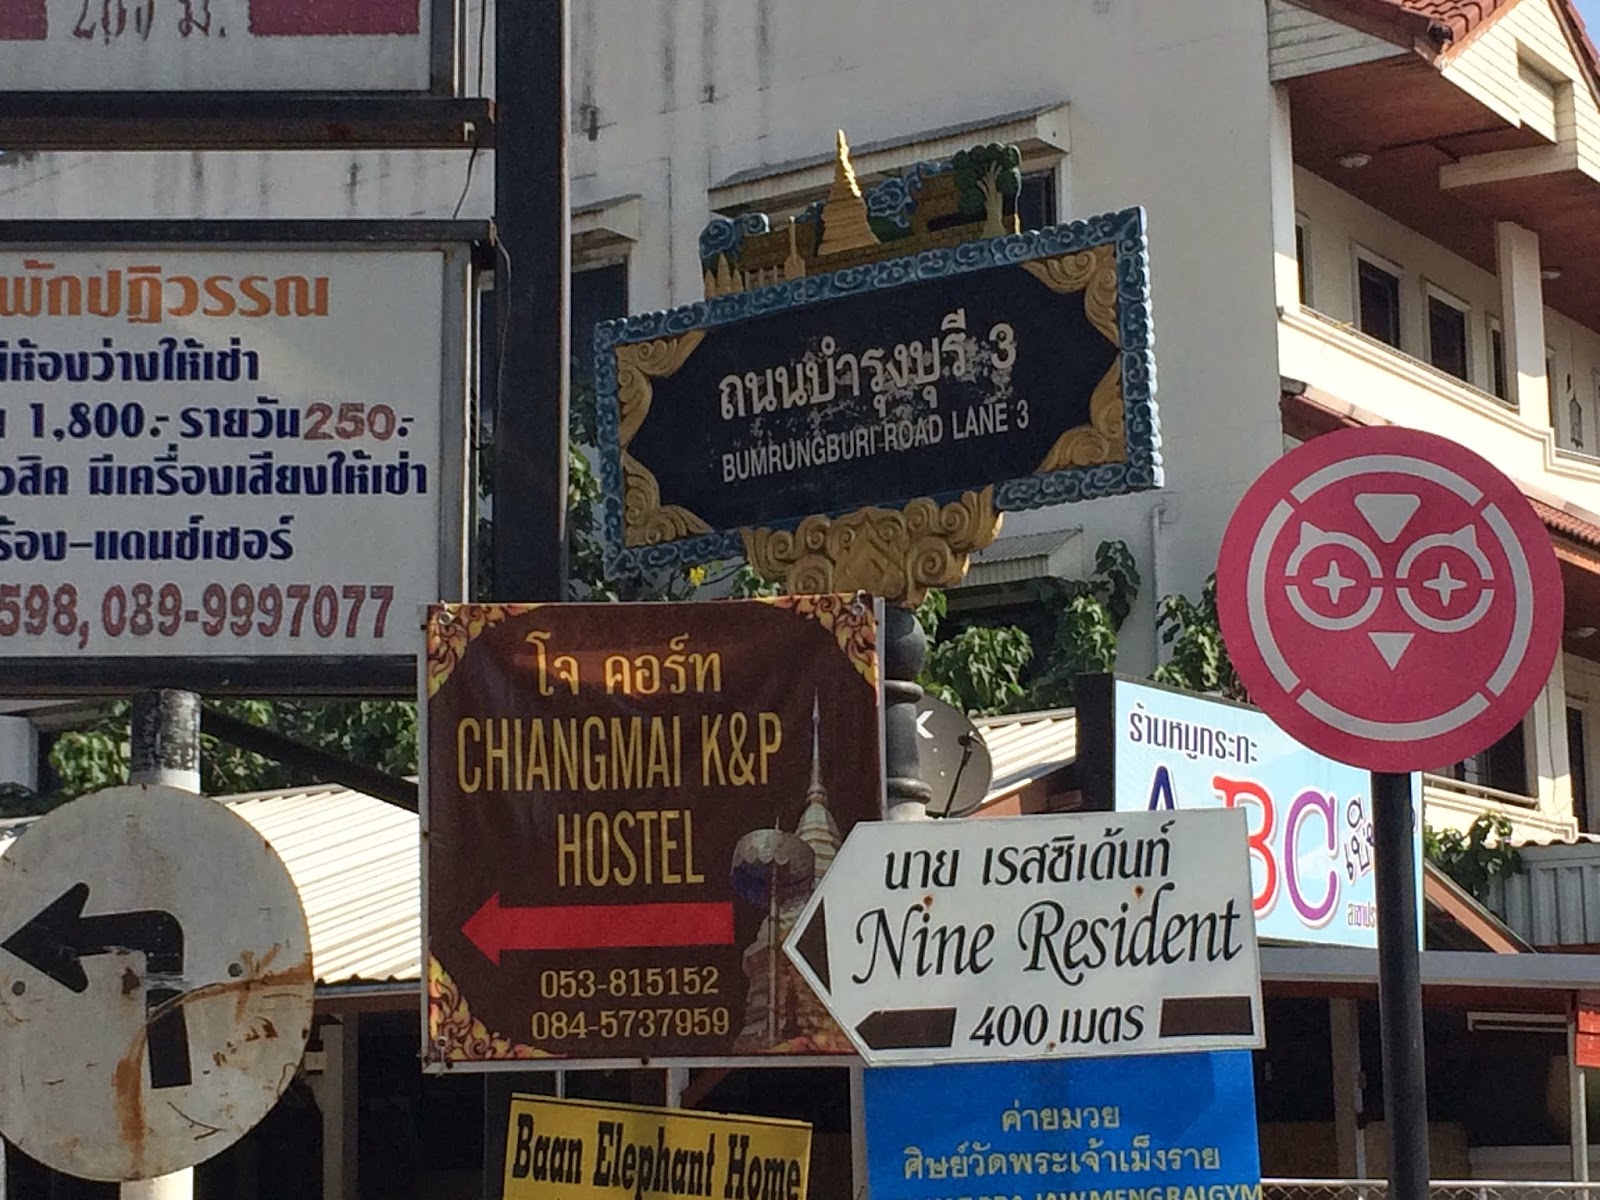 200 ม.
พักปฏิวรรณ
ห้องว่างให้เช่า
1,800.- รายวัน 250.-
มีเครื่องเสียงให้เช่า
ร้อง-แดนซ์เซอร์
598, 089-9997077
ถนนบำรุงบุรี 3
BUMRUNGBURI ROAD LANE 3
โจ คอร์ท
CHIANGMAI K&P
HOSTEL
053-815152
084-5737959
ร้านหมูกระทะ
ABC
นาย เรสซิเด้นท์
Nine Resident
400 เมตร
Baan Elephant Home
ค่ายมวย
ศิษย์วัดพระเจ้าเม็งราย
JAWMENGRAIGYM